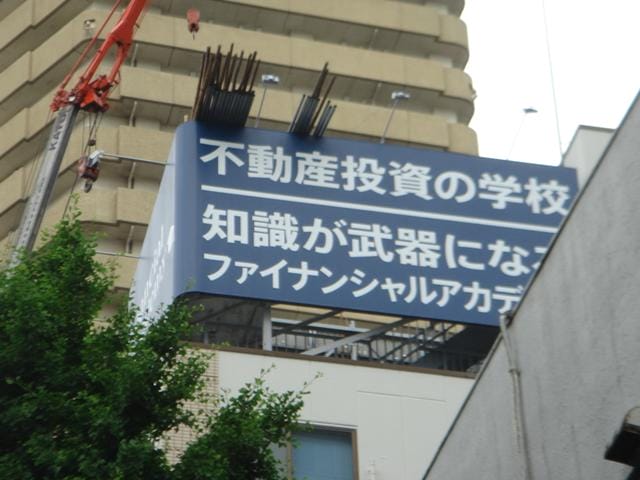 不動産投資の学校
知識が武器にな
ファイナンシャルアカデ
KATO